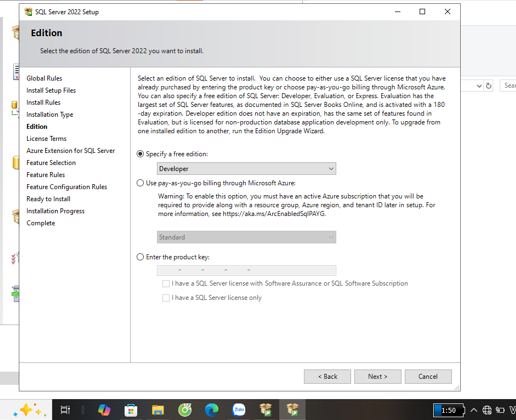 SQL Server 2022 Setup
Edition
Select the edition of SQL Server 2022 you want to install.
Global Rules
Install Setup Files
Install Rules
Installation Type
Edition
License Terms
Azure Extension for SQL Server
Feature Selection
Feature Rules
Feature Configuration Rules
Ready to Install
Installation Progress
Complete
Select an edition of SQL Server to install. You can choose to either use a SQL Server license that you have
already purchased by entering the product key or choose pay-as-you-go billing through Microsoft Azure.
You can also specify a free edition of SQL Server: Developer, Evaluation, or Express. Evaluation has the
largest set of SQL Server features, as documented in SQL Server Books Online, and is activated with a 180
-day expiration. Developer edition does not have an expiration, has the same set of features found in
Evaluation, but is licensed for non-production database application development only. To upgrade from
one installed edition to another, run the Edition Upgrade Wizard.
Specify a free edition:
Developer
Use pay-as-you-go billing through Microsoft Azure:
Warning: To enable this option, you must have an active Azure subscription that you will be
required to provide along with a resource group, Azure region, and tenant ID later in setup. For
more information, see https://aka.ms/ArcEnabledSqlPAYG.
Standard
Enter the product key:
- - - -
I have a SQL Server license with Software Assurance or SQL Software Subscription
I have a SQL Server license only
< Back
Next >
Cancel
Sear
Zalo
1:50